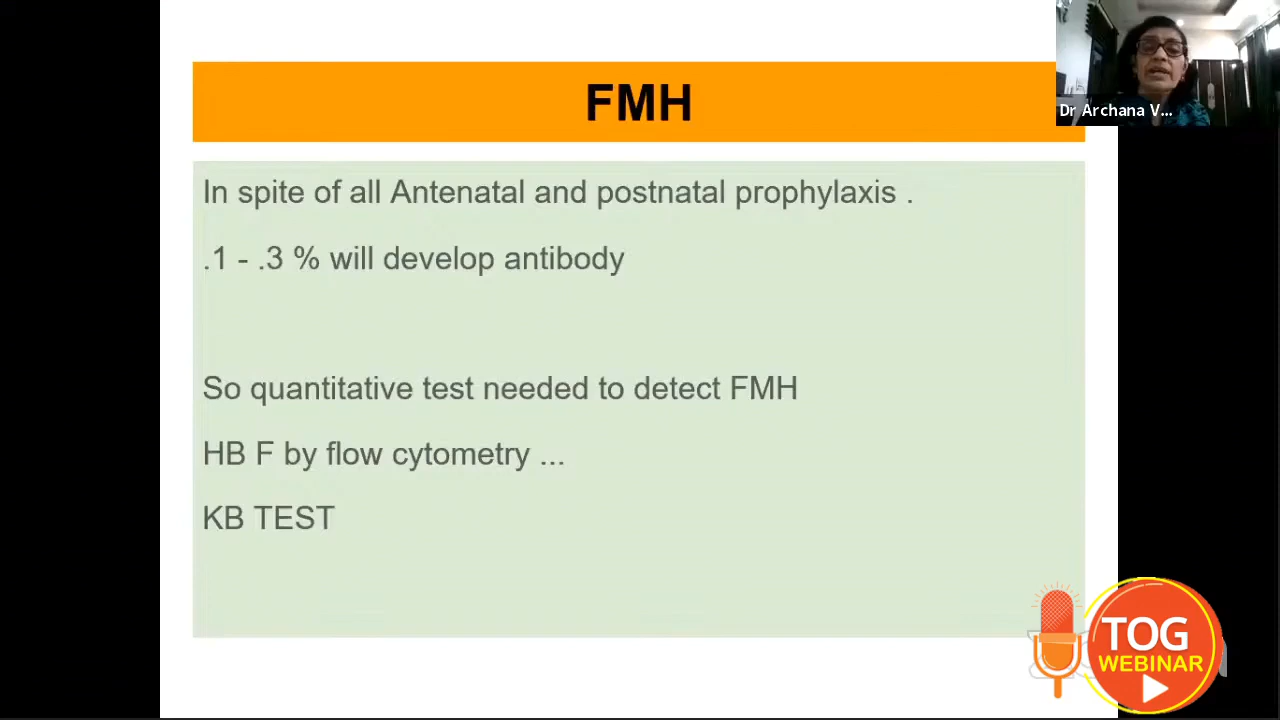 FMH
Dr Archana V...
In spite of all Antenatal and postnatal prophylaxis .
.1 - .3 % will develop antibody
So quantitative test needed to detect FMH
HB F by flow cytometry ...
KB TEST
TOG
WEBINAR